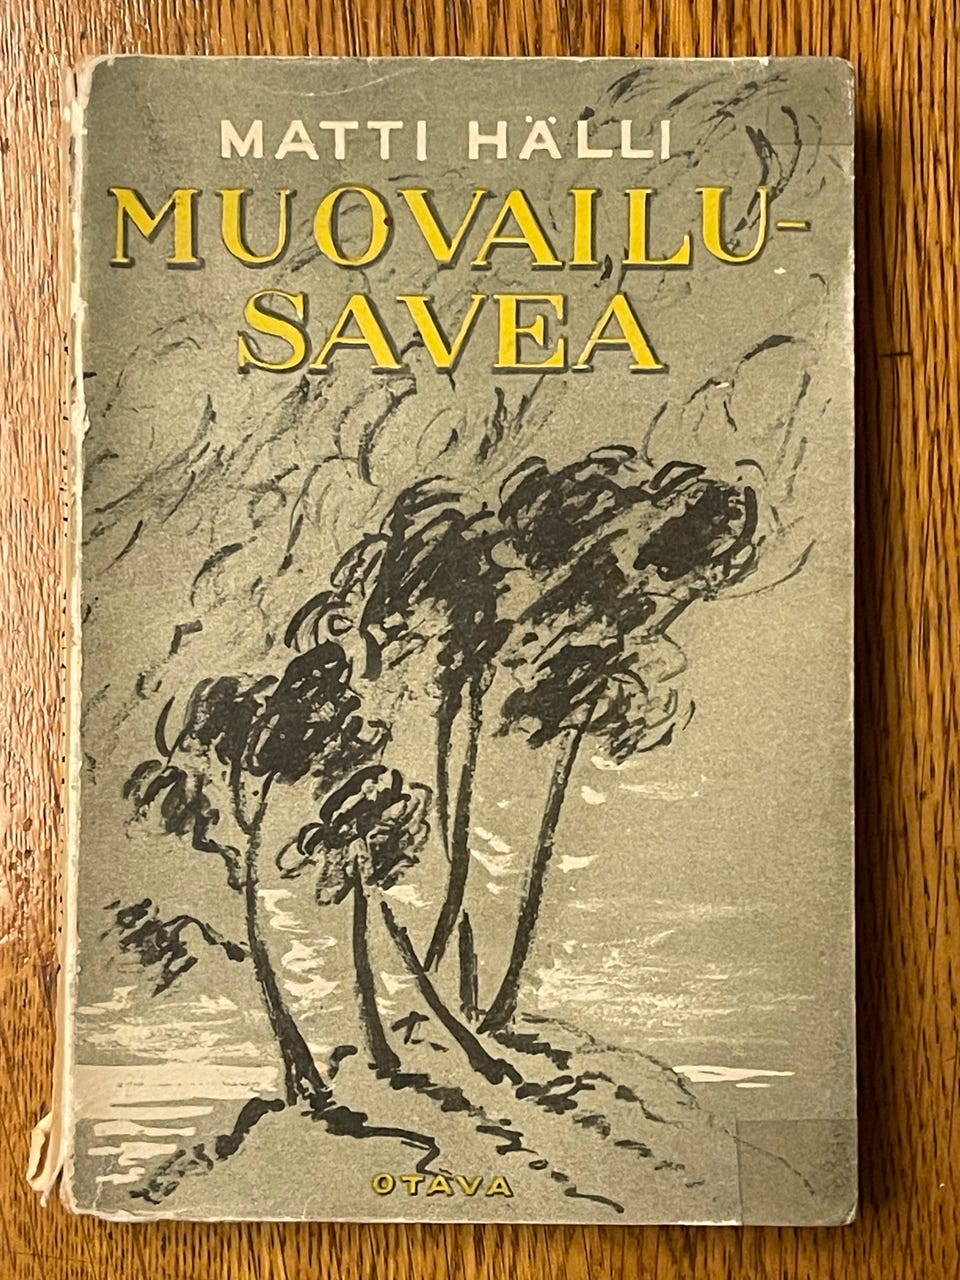 MATTI HÄLLI
MUOVAILU-
SAVEA
OTAVA